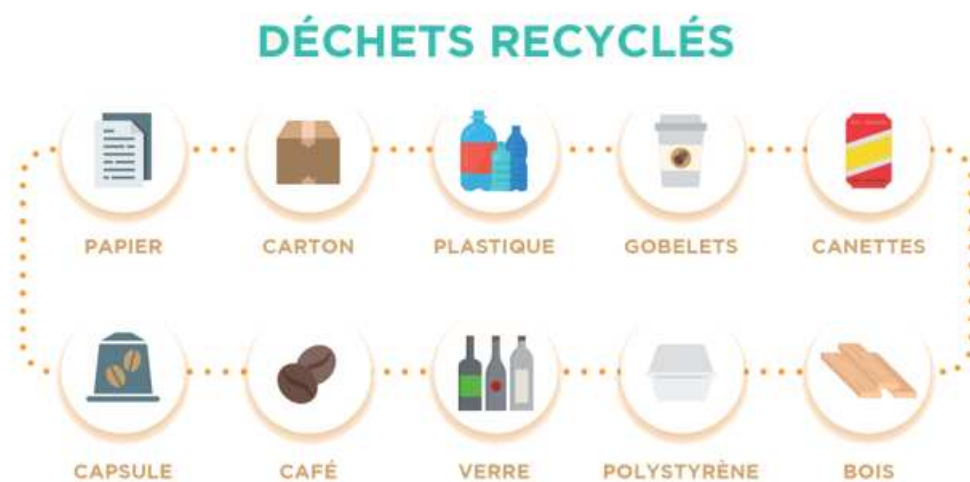 DÉCHETS RECYCLÉS
PAPIER
CARTON
PLASTIQUE
GOBELETS
CANETTES
CAPSULE
CAFÉ
VERRE
POLYSTYRÈNE
BOIS